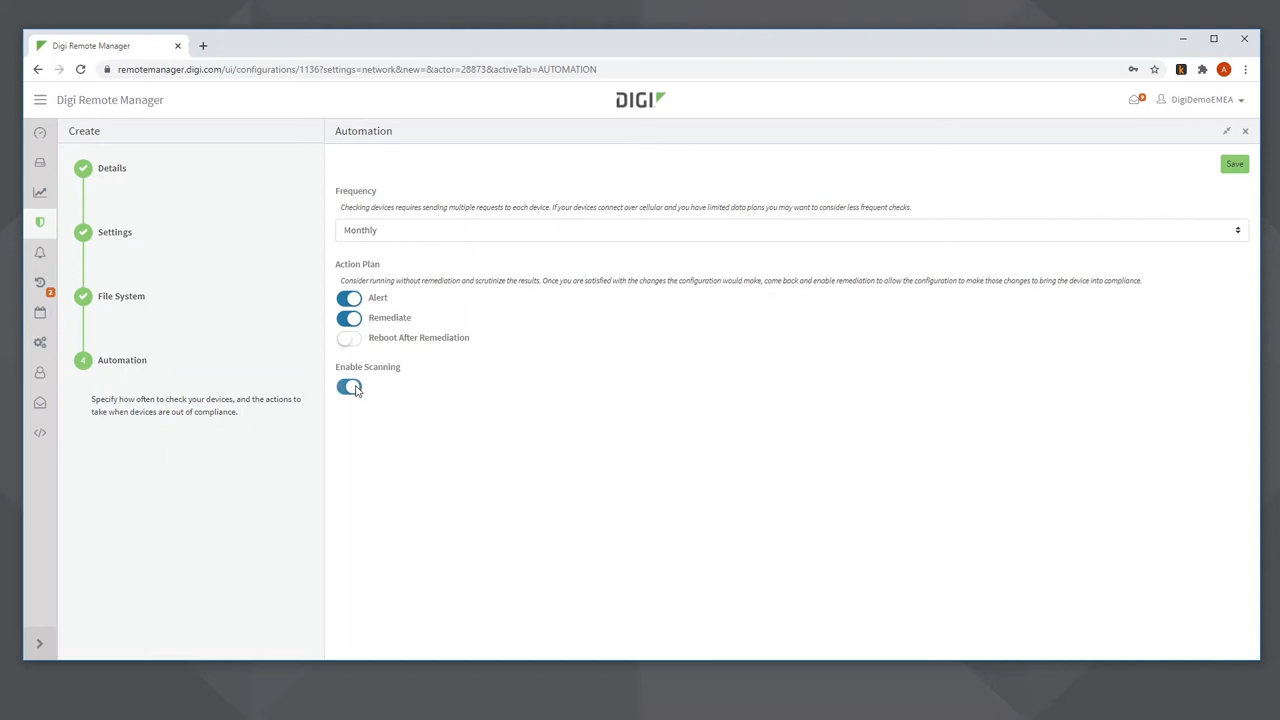 Digi Remote Manager
remotemanager.digi.com/ui/configurations/1136?settings=network&new=&actor=28873&activeTab=AUTOMATION
A
Digi Remote Manager
DIGI
9
DigiDemoEMEA
Create
Automation
Details
Save
Frequency
Checking devices requires sending multiple requests to each device. If your devices connect over cellular and you have limited data plans you may want to consider less frequent checks.
Settings
Monthly
Action Plan
Consider running without remediation and scrutinize the results. Once you are satisfied with the changes the configuration would make, come back and enable remediation to allow the configuration to make those changes to bring the device into compliance.
2
File System
Alert
Remediate
Reboot After Remediation
4
Automation
Enable Scanning
Specify how often to check your devices, and the actions to
take when devices are out of compliance.